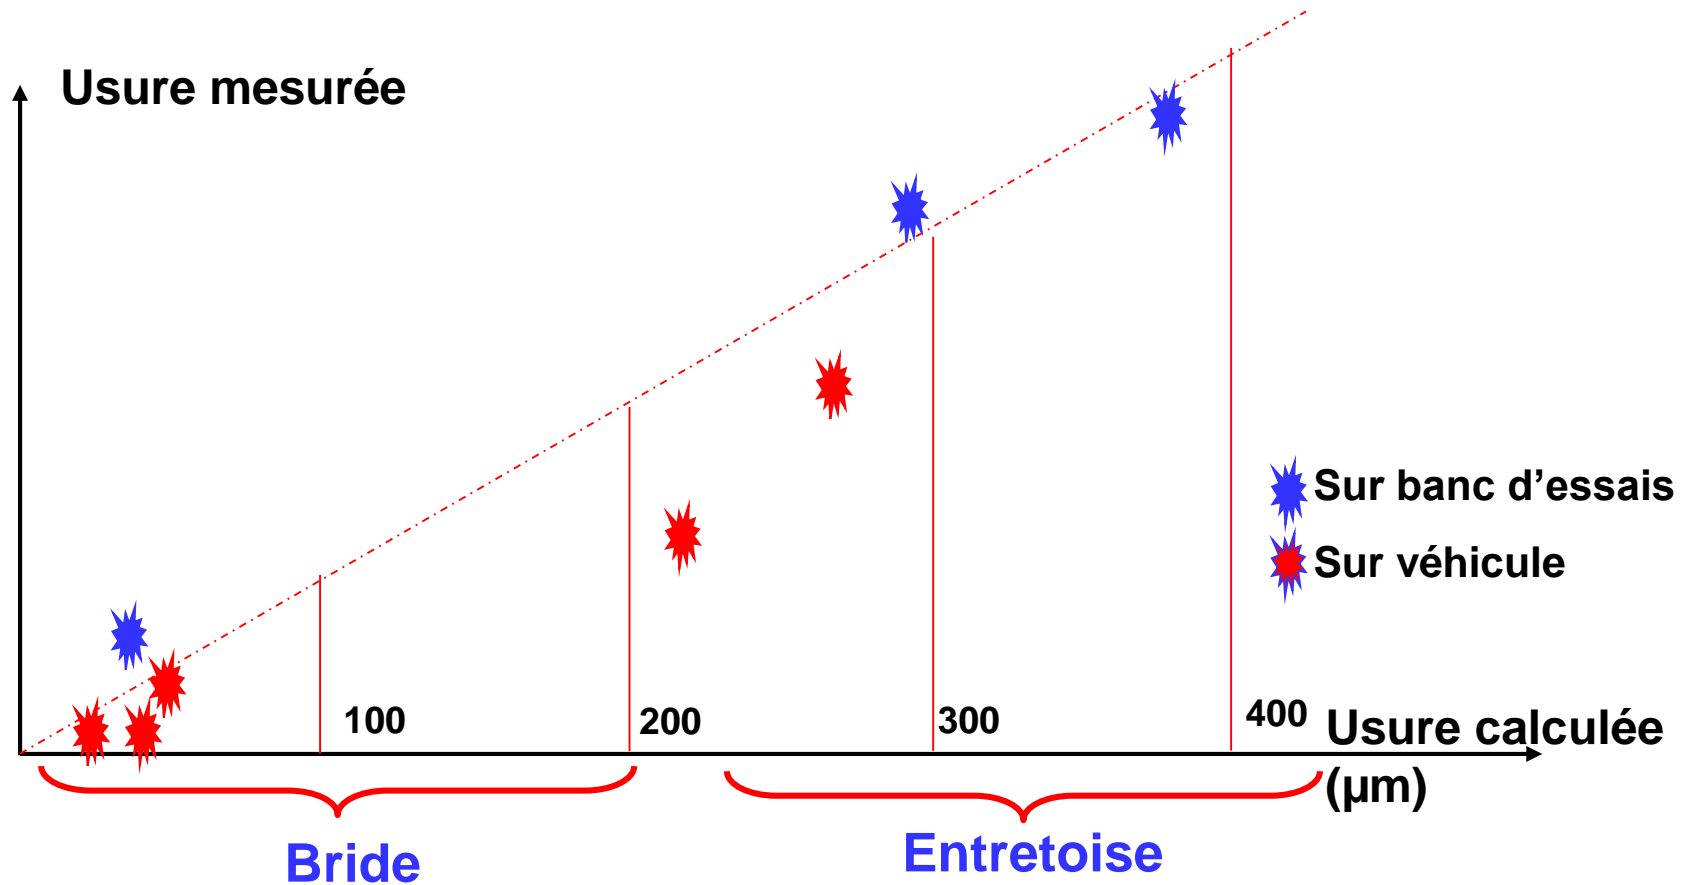 Usure mesurée
Sur banc d’essais
Sur véhicule
100
200
300
400
Usure calculée
(µm)
Bride
Entretoise